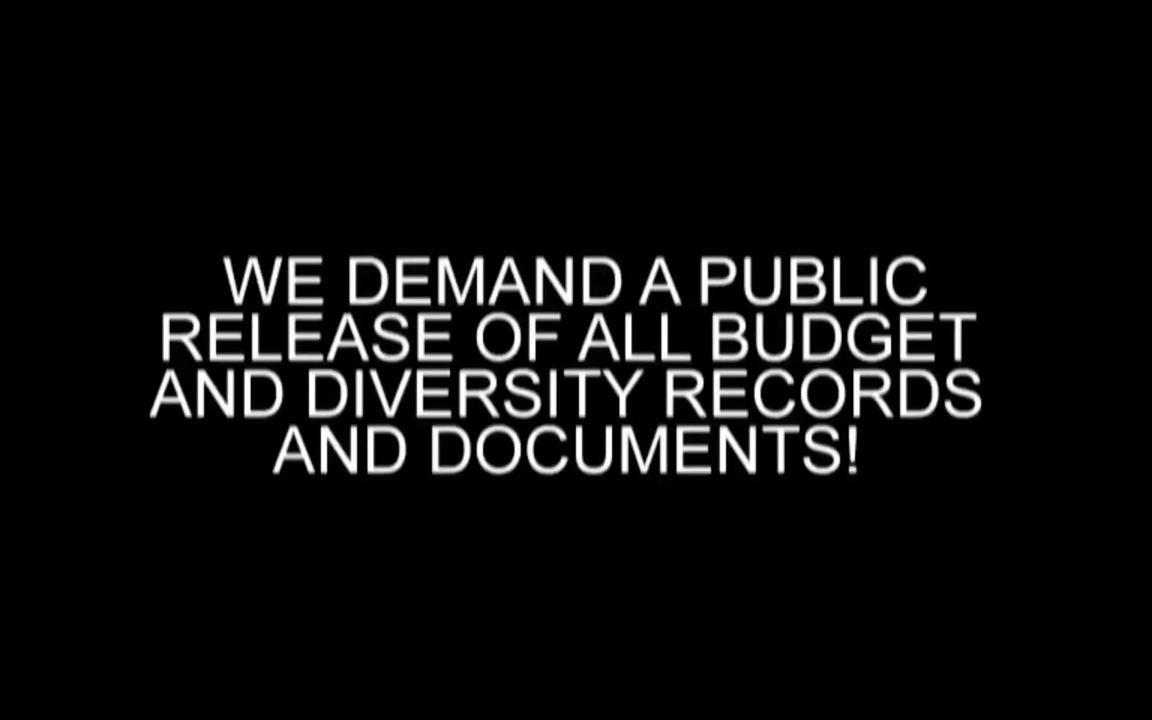 WE DEMAND A PUBLIC
RELEASE OF ALL BUDGET
AND DIVERSITY RECORDS
AND DOCUMENTS!